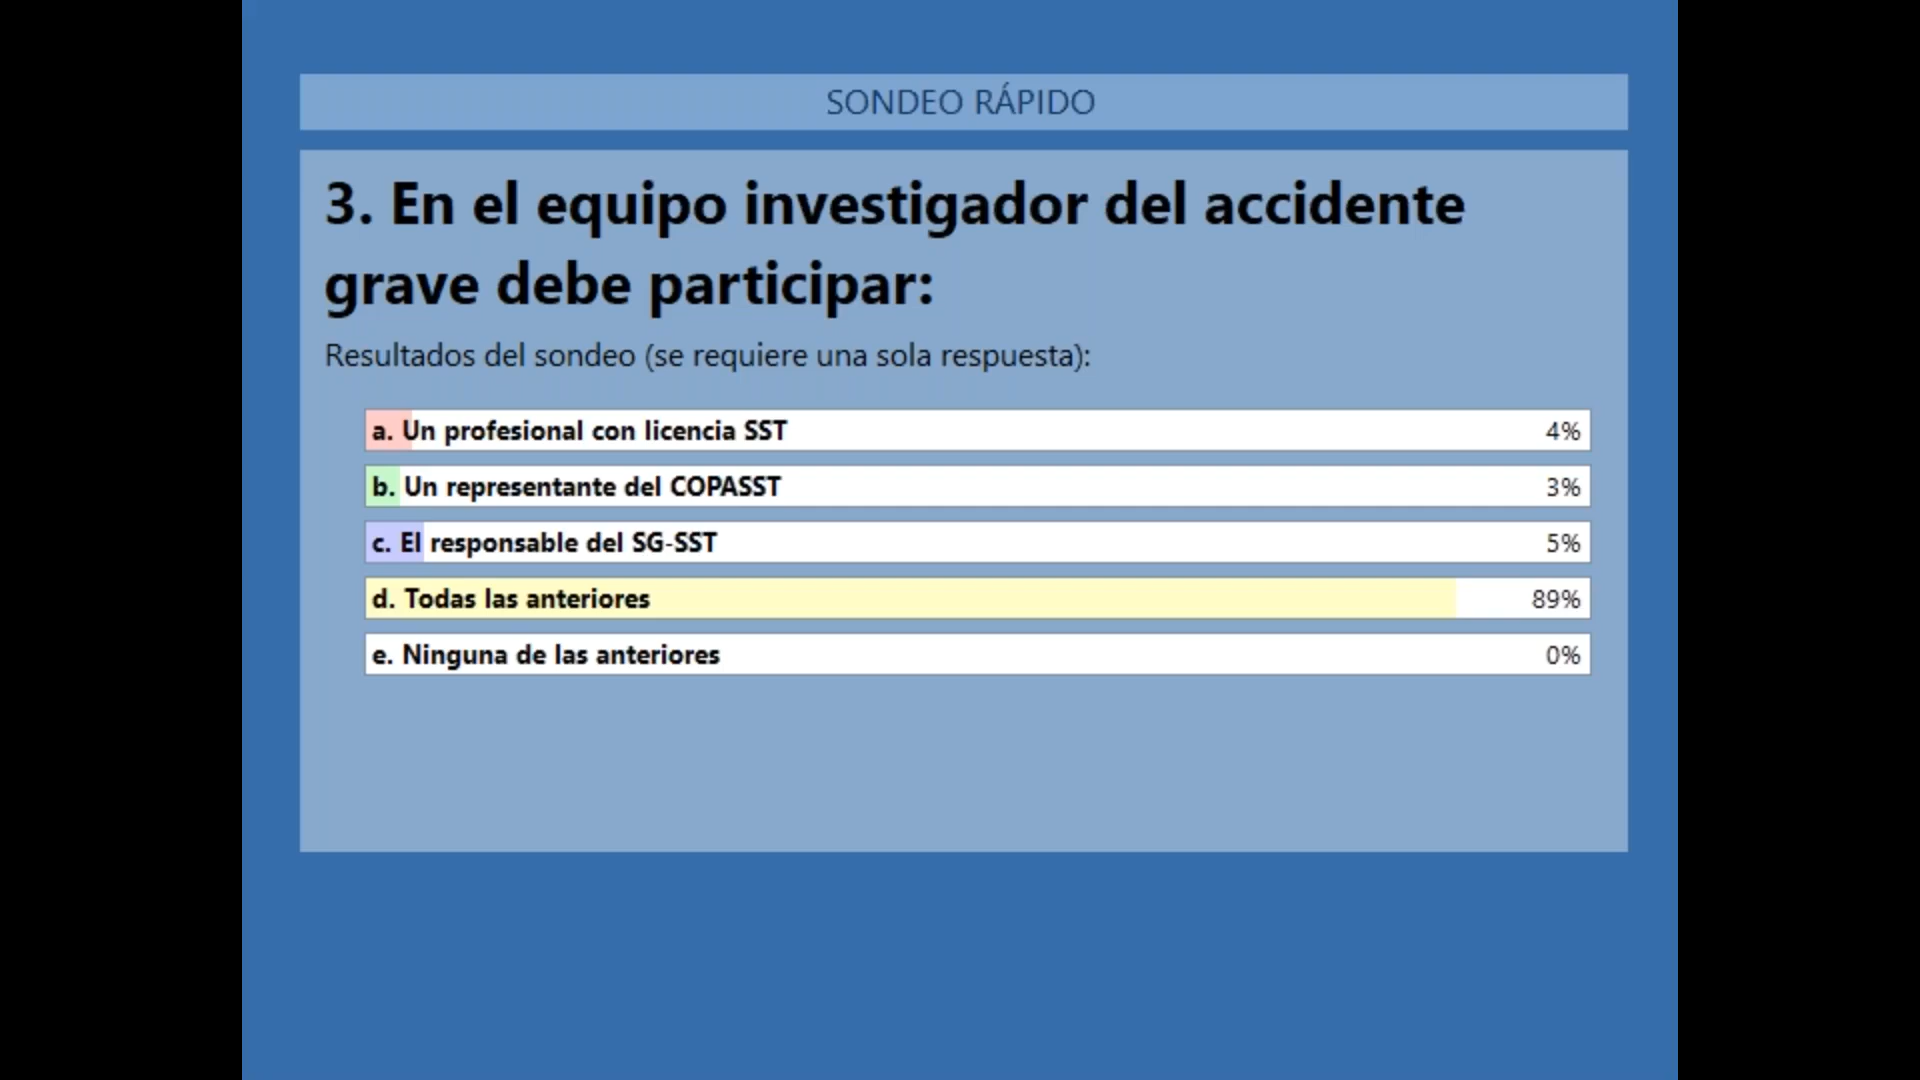 SONDEO RÁPIDO
3. En el equipo investigador del accidente
grave debe participar:
Resultados del sondeo (se requiere una sola respuesta):
a. Un profesional con licencia SST 4%
b. Un representante del COPASST 3%
c. El responsable del SG-SST 5%
d. Todas las anteriores 89%
e. Ninguna de las anteriores 0%